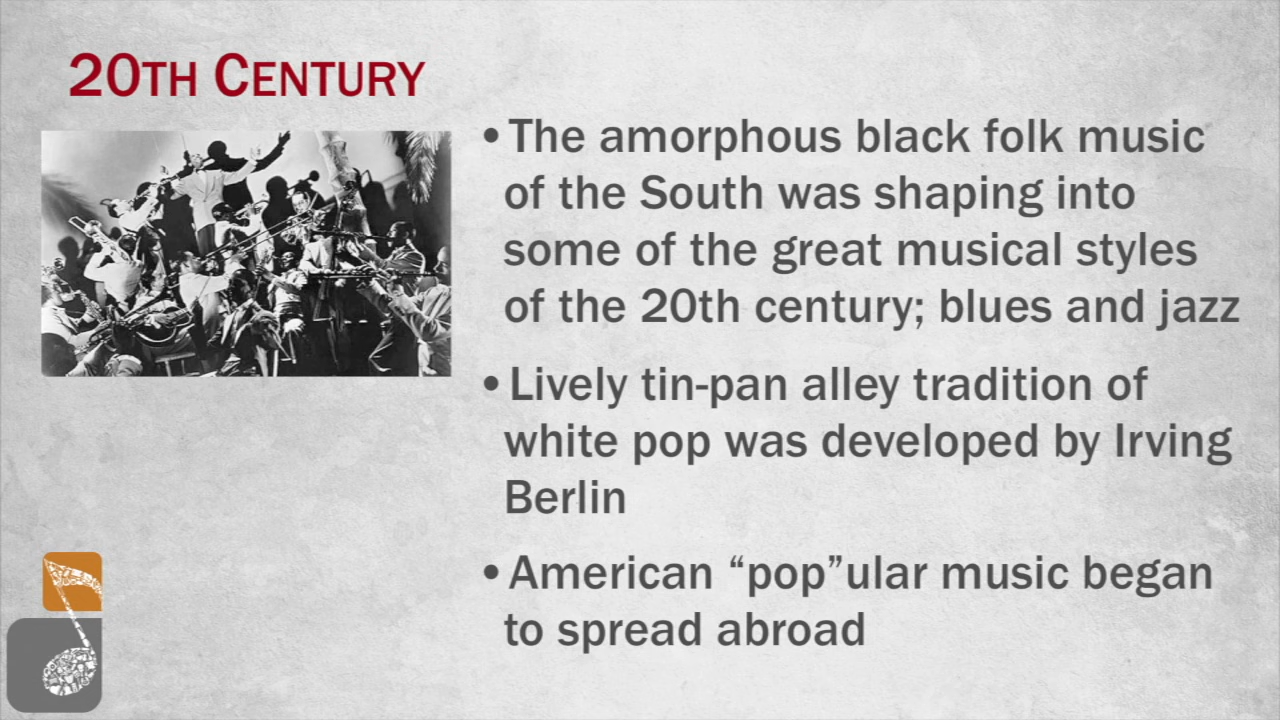 20TH CENTURY
•The amorphous black folk music
of the South was shaping into
some of the great musical styles
of the 20th century; blues and jazz
•Lively tin-pan alley tradition of
white pop was developed by Irving
Berlin
•American “pop”ular music began
to spread abroad